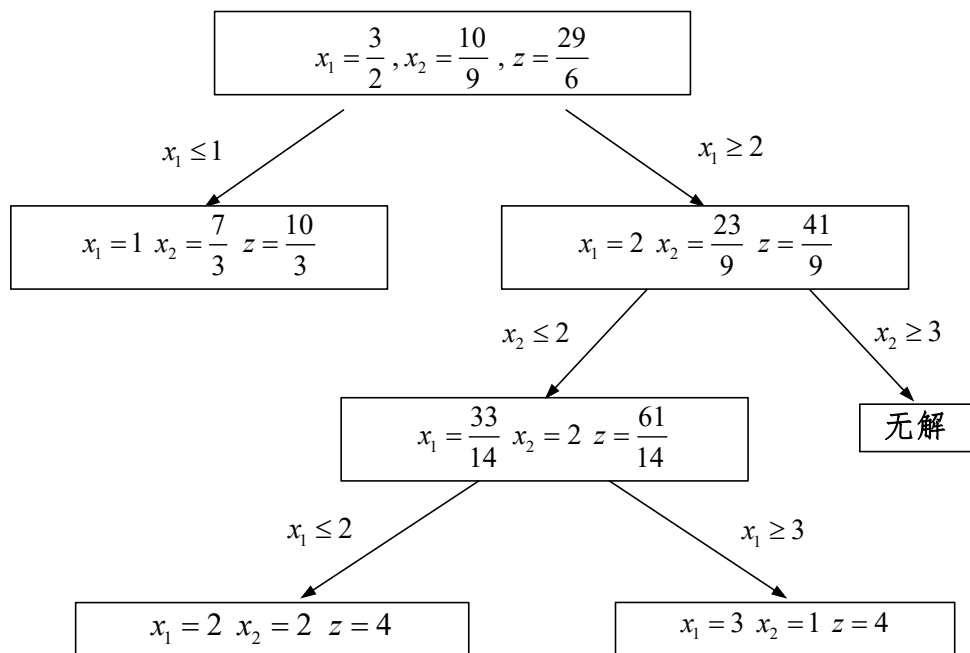 x₁ = 3/2 , x₂ = 10/9 , z = 29/6
x₁ ≤ 1
x₁ ≥ 2
x₁ = 1 x₂ = 7/3 z = 10/3
x₁ = 2 x₂ = 23/9 z = 41/9
x₂ ≤ 2
x₂ ≥ 3
x₁ = 33/14 x₂ = 2 z = 61/14
无解
x₁ ≤ 2
x₁ ≥ 3
x₁ = 2 x₂ = 2 z = 4
x₁ = 3 x₂ = 1 z = 4